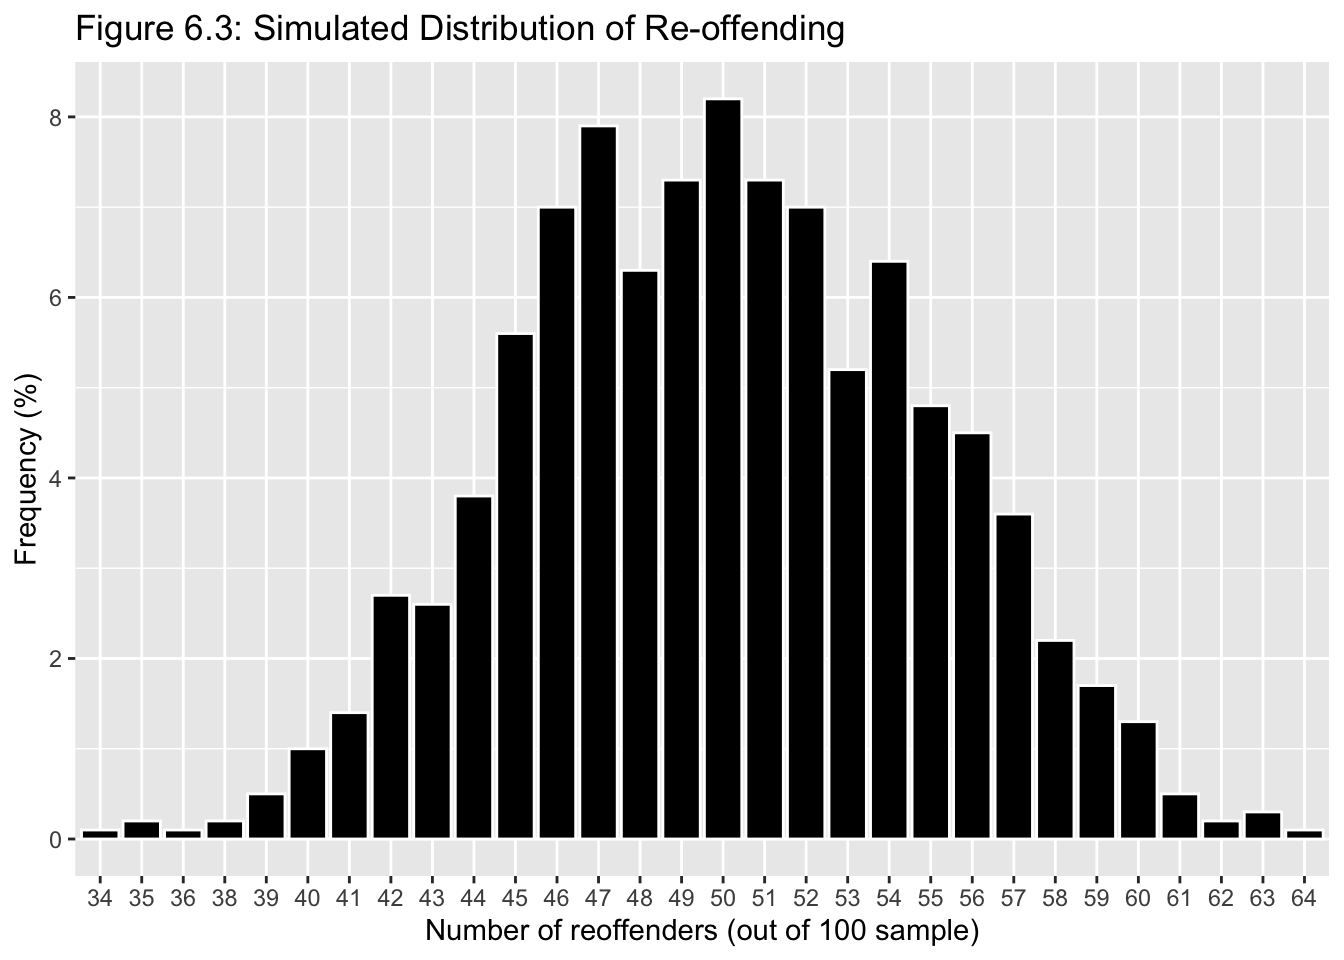 Figure 6.3: Simulated Distribution of Re-offending
Frequency (%)
8
6
4
2
0
34 35 36 38 39 40 41 42 43 44 45 46 47 48 49 50 51 52 53 54 55 56 57 58 59 60 61 62 63 64
Number of reoffenders (out of 100 sample)